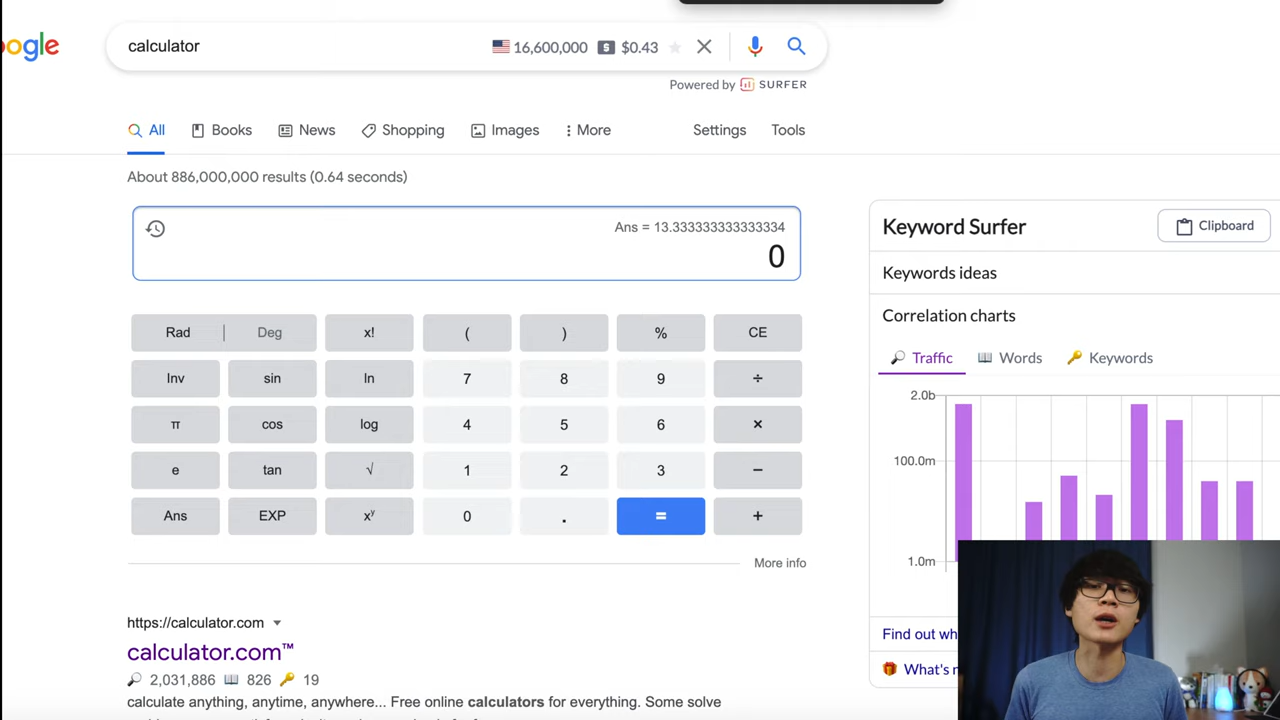 oogle
calculator 16,600,000 $ $0.43
Powered by SURFER
All Books News Shopping Images More Settings Tools
About 886,000,000 results (0.64 seconds)
Ans = 13.333333333333334
0
Rad Deg x! ( ) % CE
Inv sin ln 7 8 9 ÷
π cos log 4 5 6 ×
e tan √ 1 2 3 −
Ans EXP xʸ 0 . = +
More info
https://calculator.com
calculator.com™
2,031,886 826 19
calculate anything, anytime, anywhere... Free online calculators for everything. Some solve
Keyword Surfer Clipboard
Keywords ideas
Correlation charts
Traffic Words Keywords
2.0b
100.0m
1.0m
Find out wh
What's